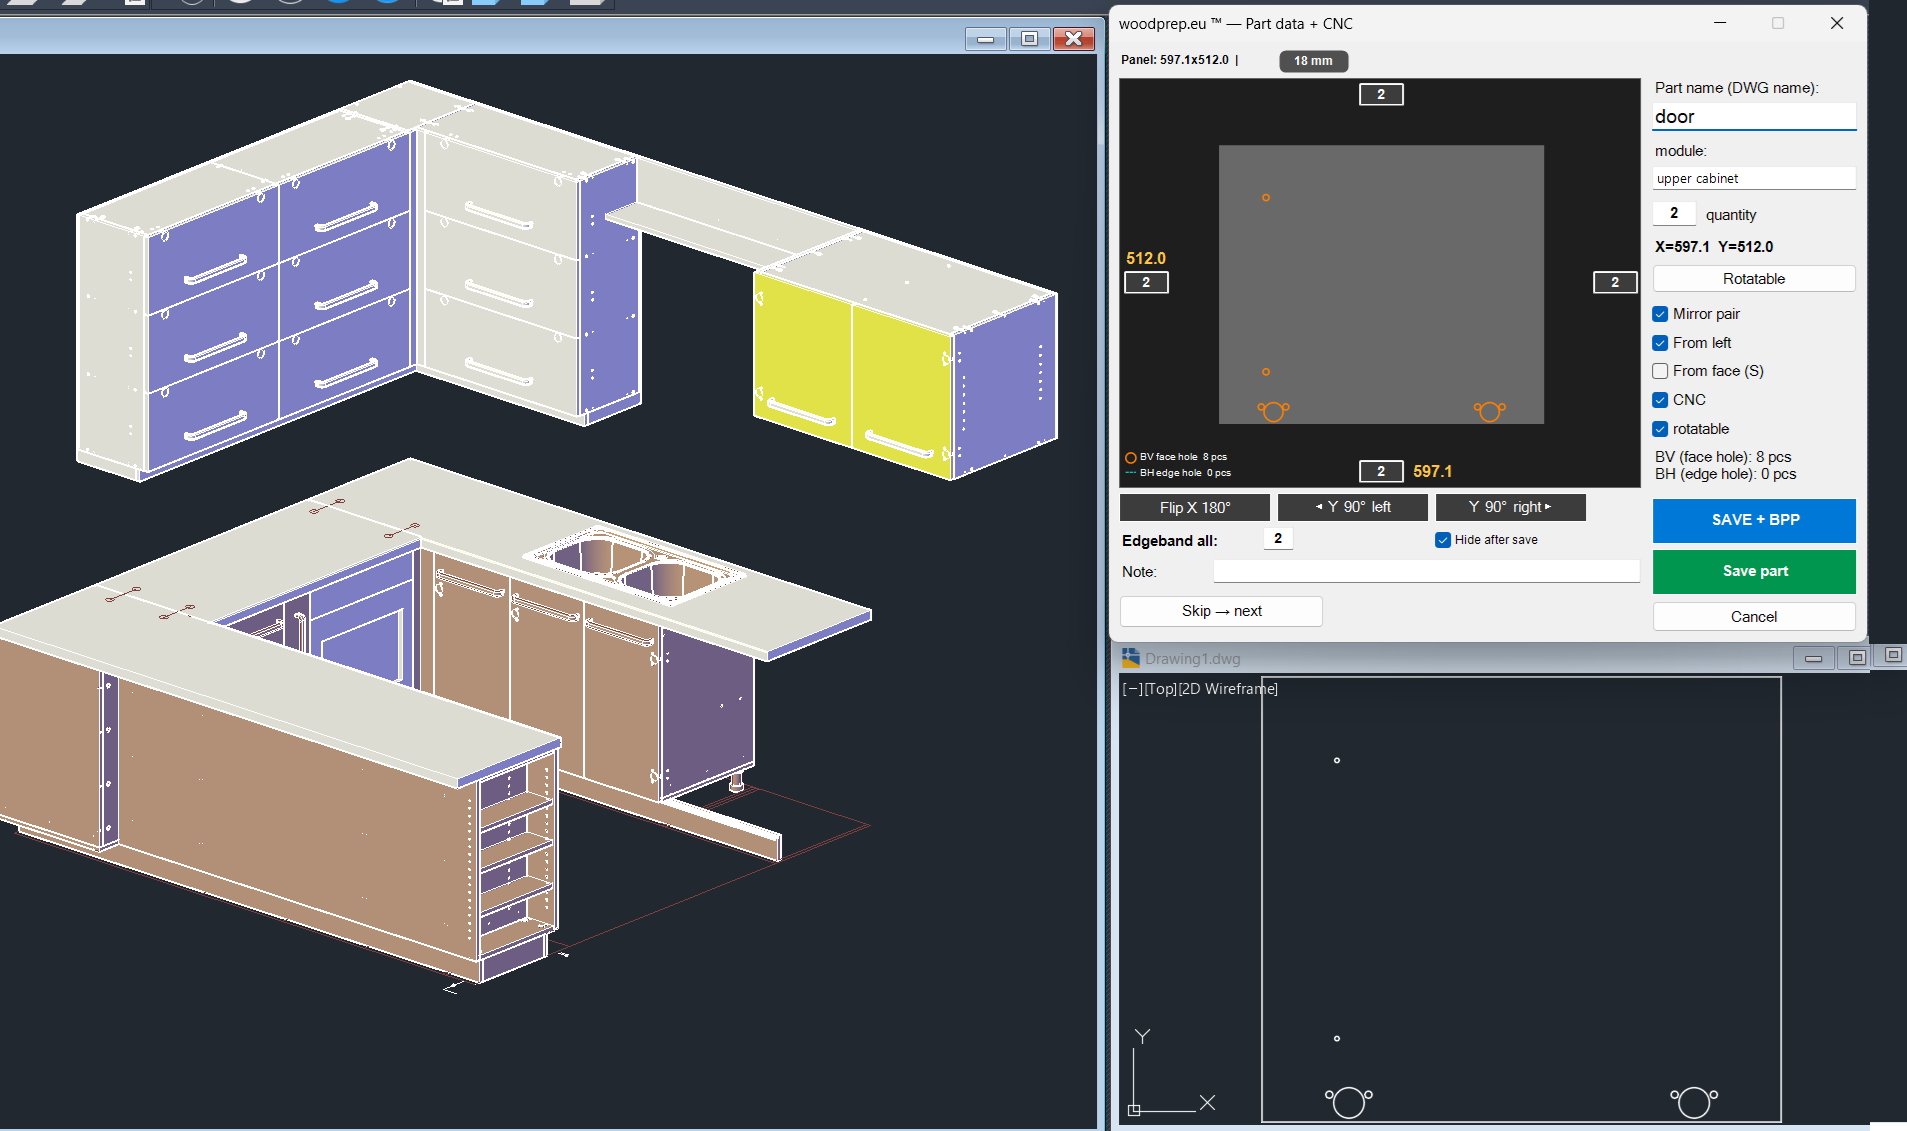 woodprep.eu ™ — Part data + CNC
Panel: 597.1x512.0 |
18 mm
2
512.0
2
2
BV face hole 8 pcs
BH edge hole 0 pcs
2
597.1
Flip X 180°
◄ Y 90° left
Y 90° right ►
Edgeband all:
2
Hide after save
Note:
Skip → next
Part name (DWG name):
door
module:
upper cabinet
2
quantity
X=597.1 Y=512.0
Rotatable
Mirror pair
From left
From face (S)
CNC
rotatable
BV (face hole): 8 pcs
BH (edge hole): 0 pcs
SAVE + BPP
Save part
Cancel
Drawing1.dwg
[−][Top][2D Wireframe]
Y
X